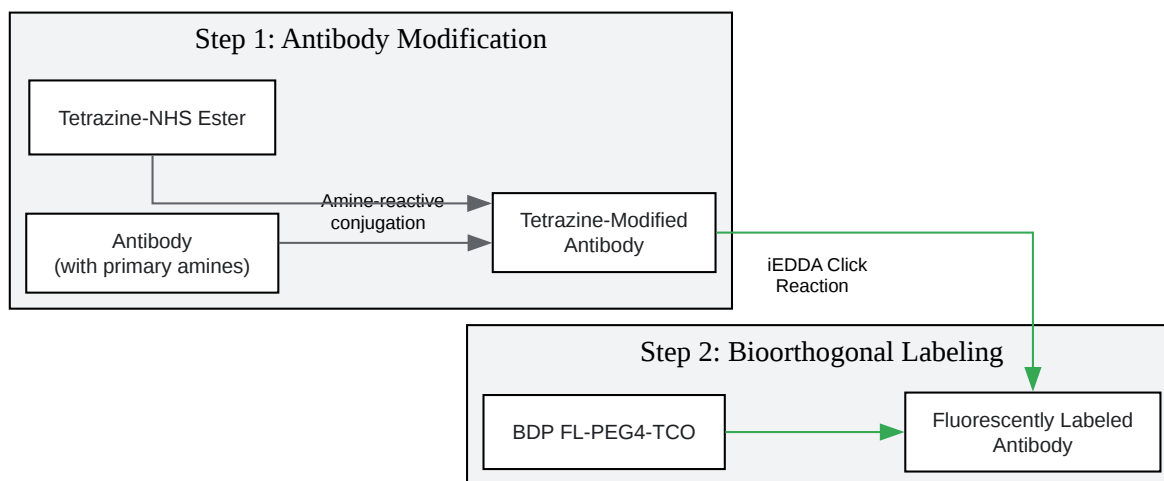 Step 1: Antibody Modification
Tetrazine-NHS Ester
Amine-reactive
conjugation
Antibody
(with primary amines)
Tetrazine-Modified
Antibody
iEDDA Click
Reaction
Step 2: Bioorthogonal Labeling
BDP FL-PEG4-TCO
Fluorescently Labeled
Antibody